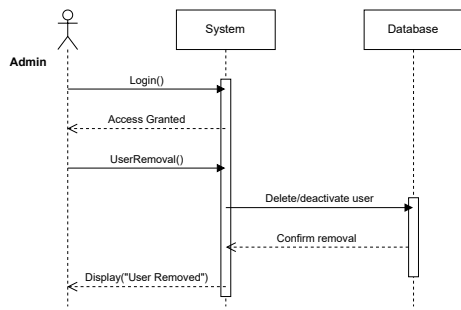 System
Database
Admin
Login()
Access Granted
UserRemoval()
Delete/deactivate user
Confirm removal
Display("User Removed")